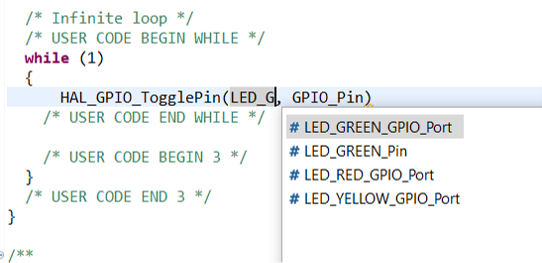 /* Infinite loop */
/* USER CODE BEGIN WHILE */
while (1)
{
HAL_GPIO_TogglePin(LED_G, GPIO_Pin)
/* USER CODE END WHILE */
# LED_GREEN_GPIO_Port
# LED_GREEN_Pin
/* USER CODE BEGIN 3 */
# LED_RED_GPIO_Port
}
# LED_YELLOW_GPIO_Port
/* USER CODE END 3 */
}
/**